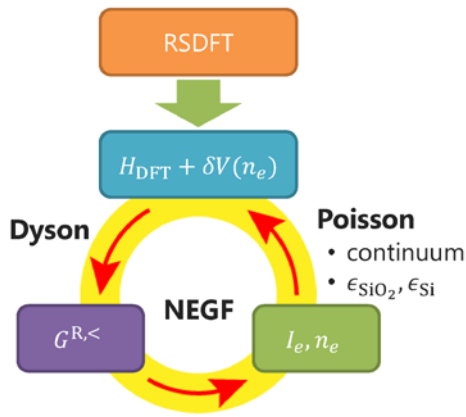 RSDFT
H_DFT + δV(n_e)
Dyson
Poisson
• continuum
• ϵ_SiO₂, ϵ_Si
NEGF
G^R,<
I_e, n_e